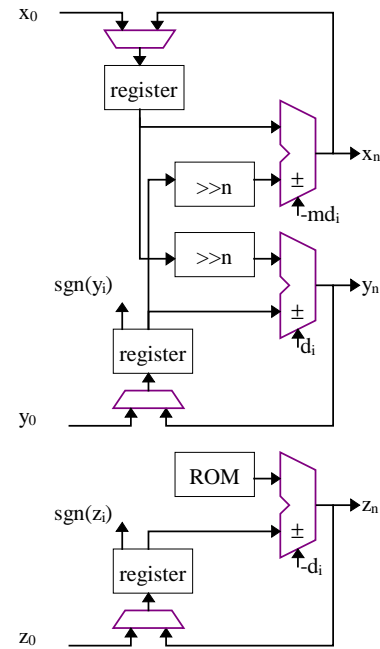 x₀
register
xₙ
>>n
±
-mdᵢ
>>n
sgn(yᵢ)
yₙ
±
dᵢ
register
y₀
ROM
sgn(zᵢ)
zₙ
±
-dᵢ
register
z₀